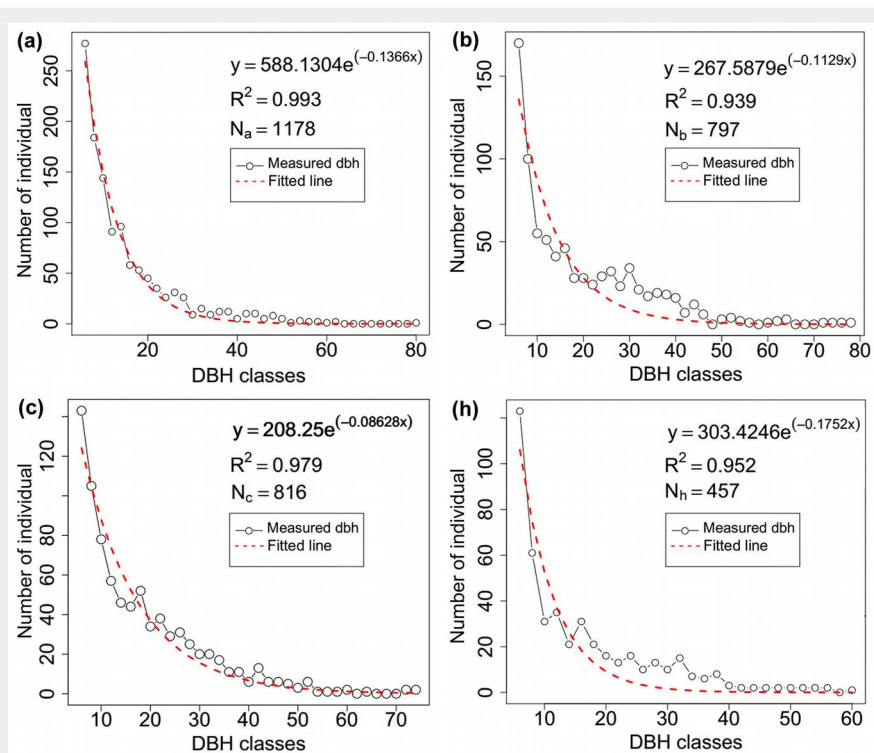 (a)
y = 588.1304e^(−0.1366x)
R² = 0.993
Nₐ = 1178
Measured dbh
Fitted line
Number of individual
0 50 100 150 200 250
20 40 60 80
DBH classes
(b)
y = 267.5879e^(−0.1129x)
R² = 0.939
N_b = 797
Measured dbh
Fitted line
Number of individual
0 50 100 150
10 20 30 40 50 60 70 80
DBH classes
(c)
y = 208.25e^(−0.08628x)
R² = 0.979
N_c = 816
Measured dbh
Fitted line
Number of individual
0 20 40 60 80 120
10 20 30 40 50 60 70
DBH classes
(h)
y = 303.4246e^(−0.1752x)
R² = 0.952
N_h = 457
Measured dbh
Fitted line
Number of individual
0 20 40 60 80 120
10 20 30 40 50 60
DBH classes